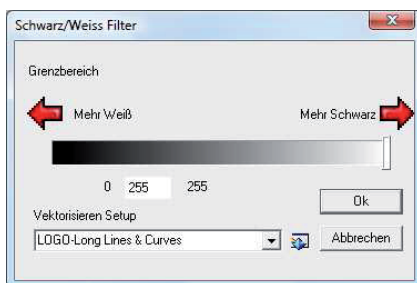 Schwarz/Weiss Filter
Grenzbereich
Mehr Weiß
Mehr Schwarz
0 255 255
Ok
Vektorisieren Setup
LOGO-Long Lines & Curves
Abbrechen